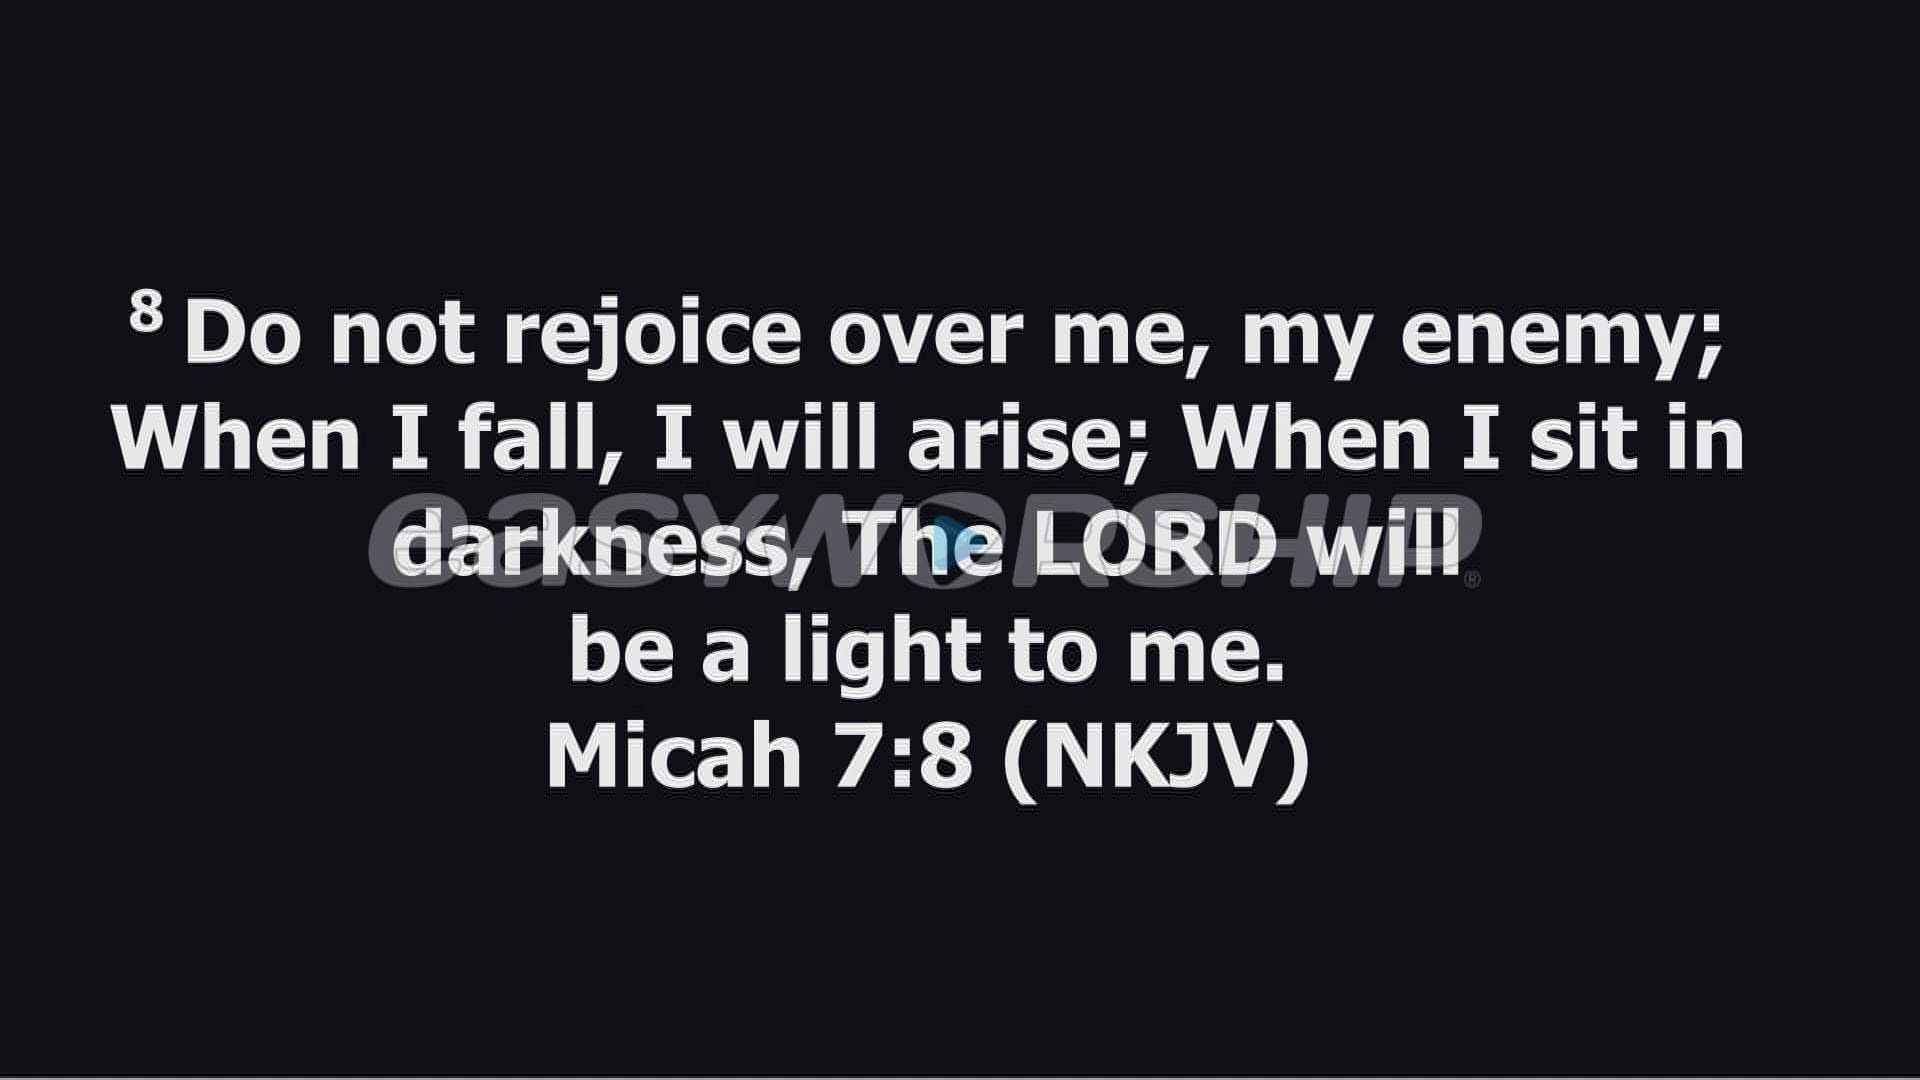 8 Do not rejoice over me, my enemy;
When I fall, I will arise; When I sit in
darkness, The LORD will
easyworship®
be a light to me.
Micah 7:8 (NKJV)